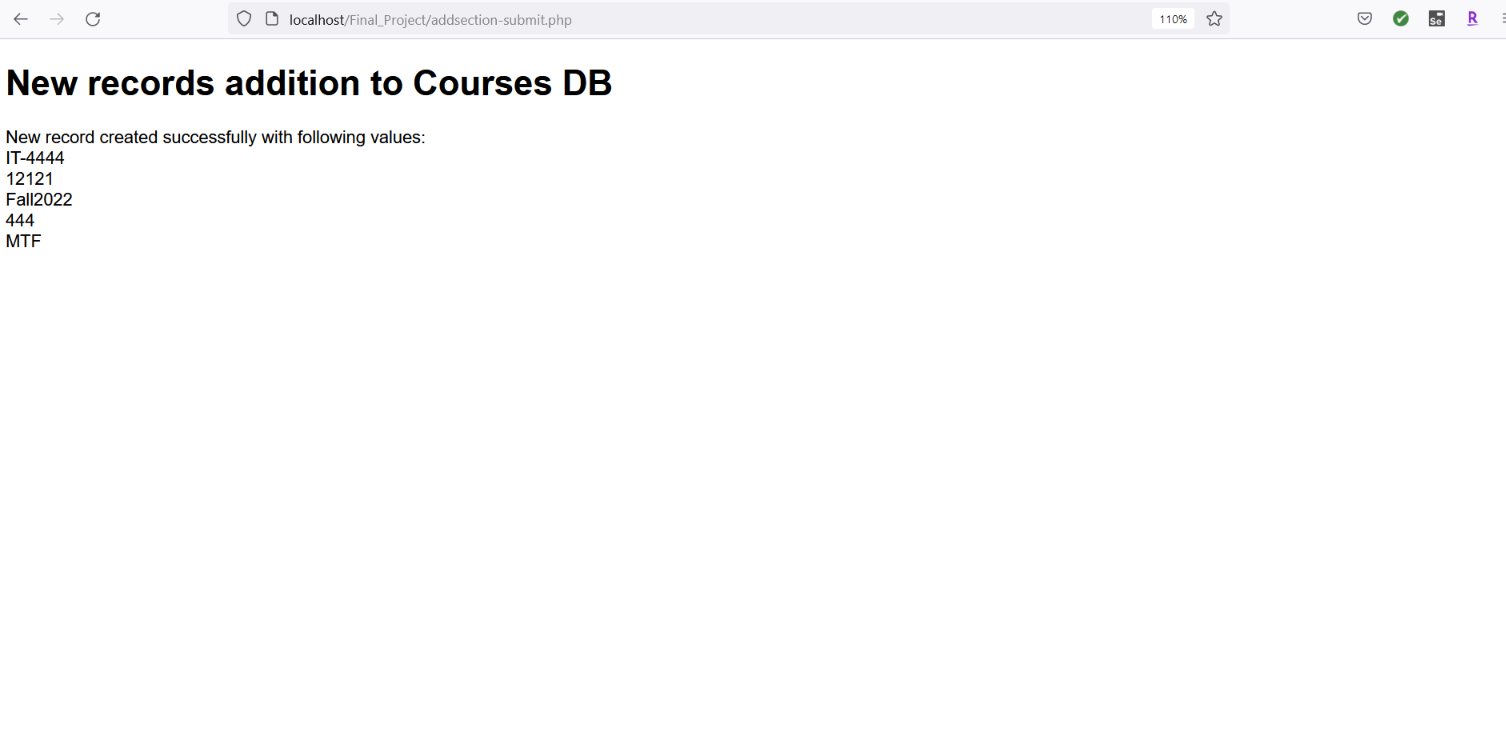 localhost/Final_Project/addsection-submit.php
110%
Se
R
New records addition to Courses DB
New record created successfully with following values:
IT-4444
12121
Fall2022
444
MTF